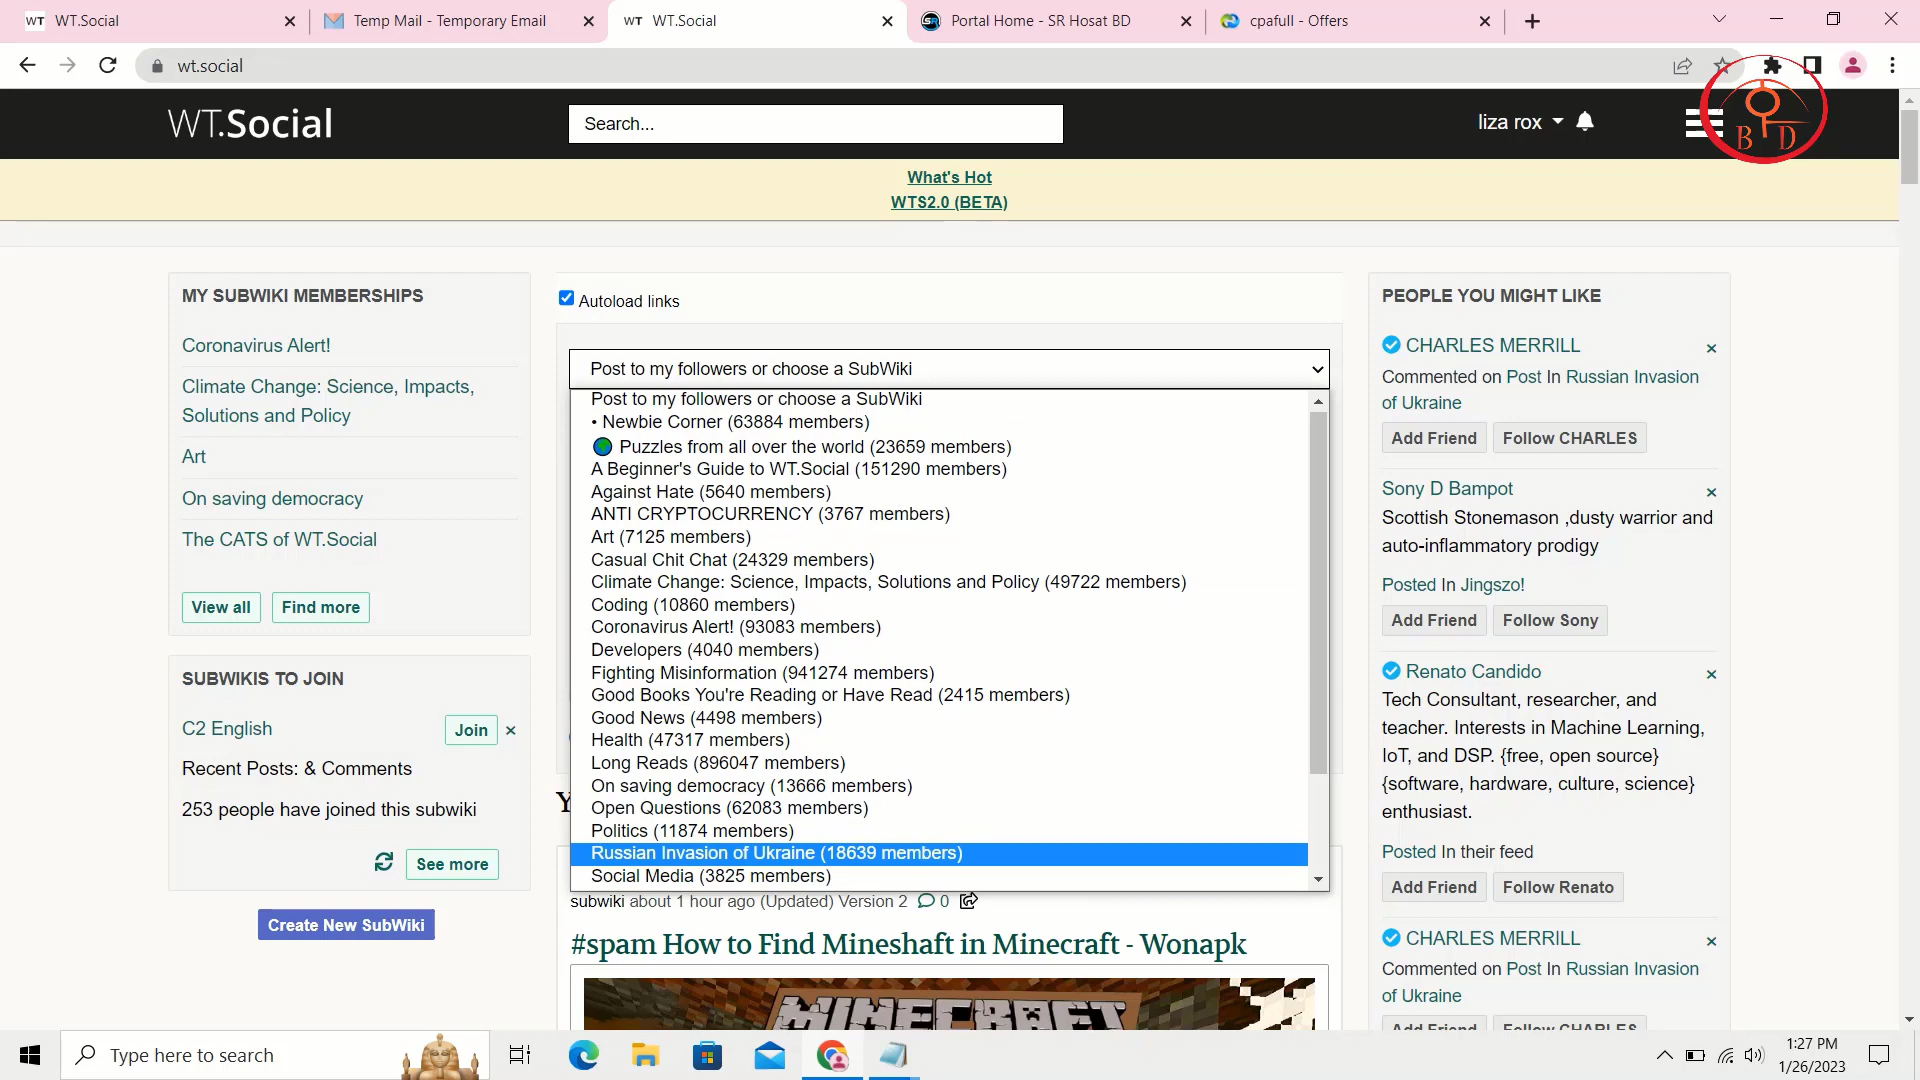 WT WT.Social
Temp Mail - Temporary Email
WT WT.Social
SR Portal Home - SR Hosat BD
cpafull - Offers
wt.social
WT.Social
Search...
liza rox
B D
What's Hot
WTS2.0 (BETA)
MY SUBWIKI MEMBERSHIPS
Coronavirus Alert!
Climate Change: Science, Impacts,
Solutions and Policy
Art
On saving democracy
The CATS of WT.Social
View all Find more
SUBWIKIS TO JOIN
C2 English Join
Recent Posts: & Comments
253 people have joined this subwiki
See more
Create New SubWiki
Autoload links
Post to my followers or choose a SubWiki
Post to my followers or choose a SubWiki
• Newbie Corner (63884 members)
Puzzles from all over the world (23659 members)
A Beginner's Guide to WT.Social (151290 members)
Against Hate (5640 members)
ANTI CRYPTOCURRENCY (3767 members)
Art (7125 members)
Casual Chit Chat (24329 members)
Climate Change: Science, Impacts, Solutions and Policy (49722 members)
Coding (10860 members)
Coronavirus Alert! (93083 members)
Developers (4040 members)
Fighting Misinformation (941274 members)
Good Books You're Reading or Have Read (2415 members)
Good News (4498 members)
Health (47317 members)
Long Reads (896047 members)
On saving democracy (13666 members)
Open Questions (62083 members)
Politics (11874 members)
Russian Invasion of Ukraine (18639 members)
Social Media (3825 members)
Y
subwiki about 1 hour ago (Updated) Version 2 0
#spam How to Find Mineshaft in Minecraft - Wonapk
MINECRAFT
PEOPLE YOU MIGHT LIKE
CHARLES MERRILL
Commented on Post In Russian Invasion
of Ukraine
Add Friend Follow CHARLES
Sony D Bampot
Scottish Stonemason ,dusty warrior and
auto-inflammatory prodigy
Posted In Jingszo!
Add Friend Follow Sony
Renato Candido
Tech Consultant, researcher, and
teacher. Interests in Machine Learning,
IoT, and DSP. {free, open source}
{software, hardware, culture, science}
enthusiast.
Posted In their feed
Add Friend Follow Renato
CHARLES MERRILL
Commented on Post In Russian Invasion
of Ukraine
Add Friend Follow CHARLES
Type here to search
1:27 PM
1/26/2023